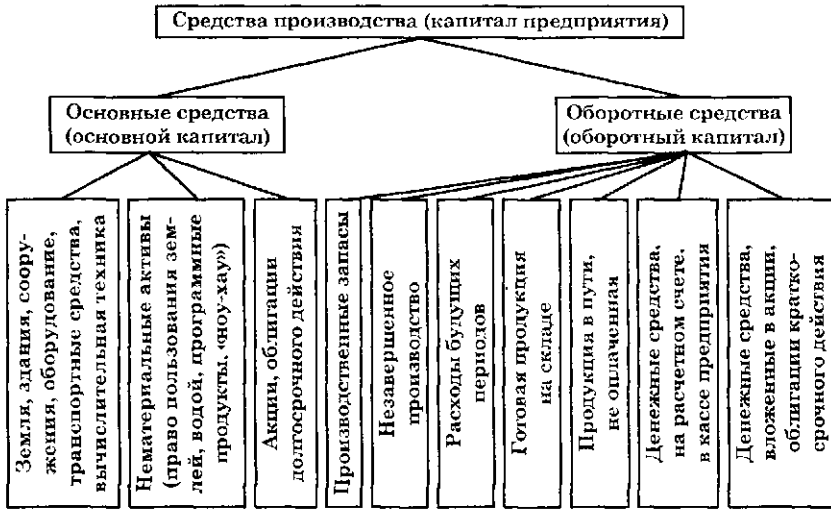 Средства производства (капитал предприятия)
Основные средства
(основной капитал)
Оборотные средства
(оборотный капитал)
Земля, здания, соору-
жения, оборудование,
транспортные средства,
вычислительная техника
Нематериальные активы
(право пользования зем-
лей, водой, программные
продукты, «ноу-хау»)
Акции, облигации
долгосрочного действия
Производственные запасы
Незавершенное
производство
Расходы будущих
периодов
Готовая продукция
на складе
Продукция в пути,
не оплаченная
Денежные средства,
на расчетном счете,
в кассе предприятия
Денежные средства,
вложенные в акции,
облигации кратко-
срочного действия